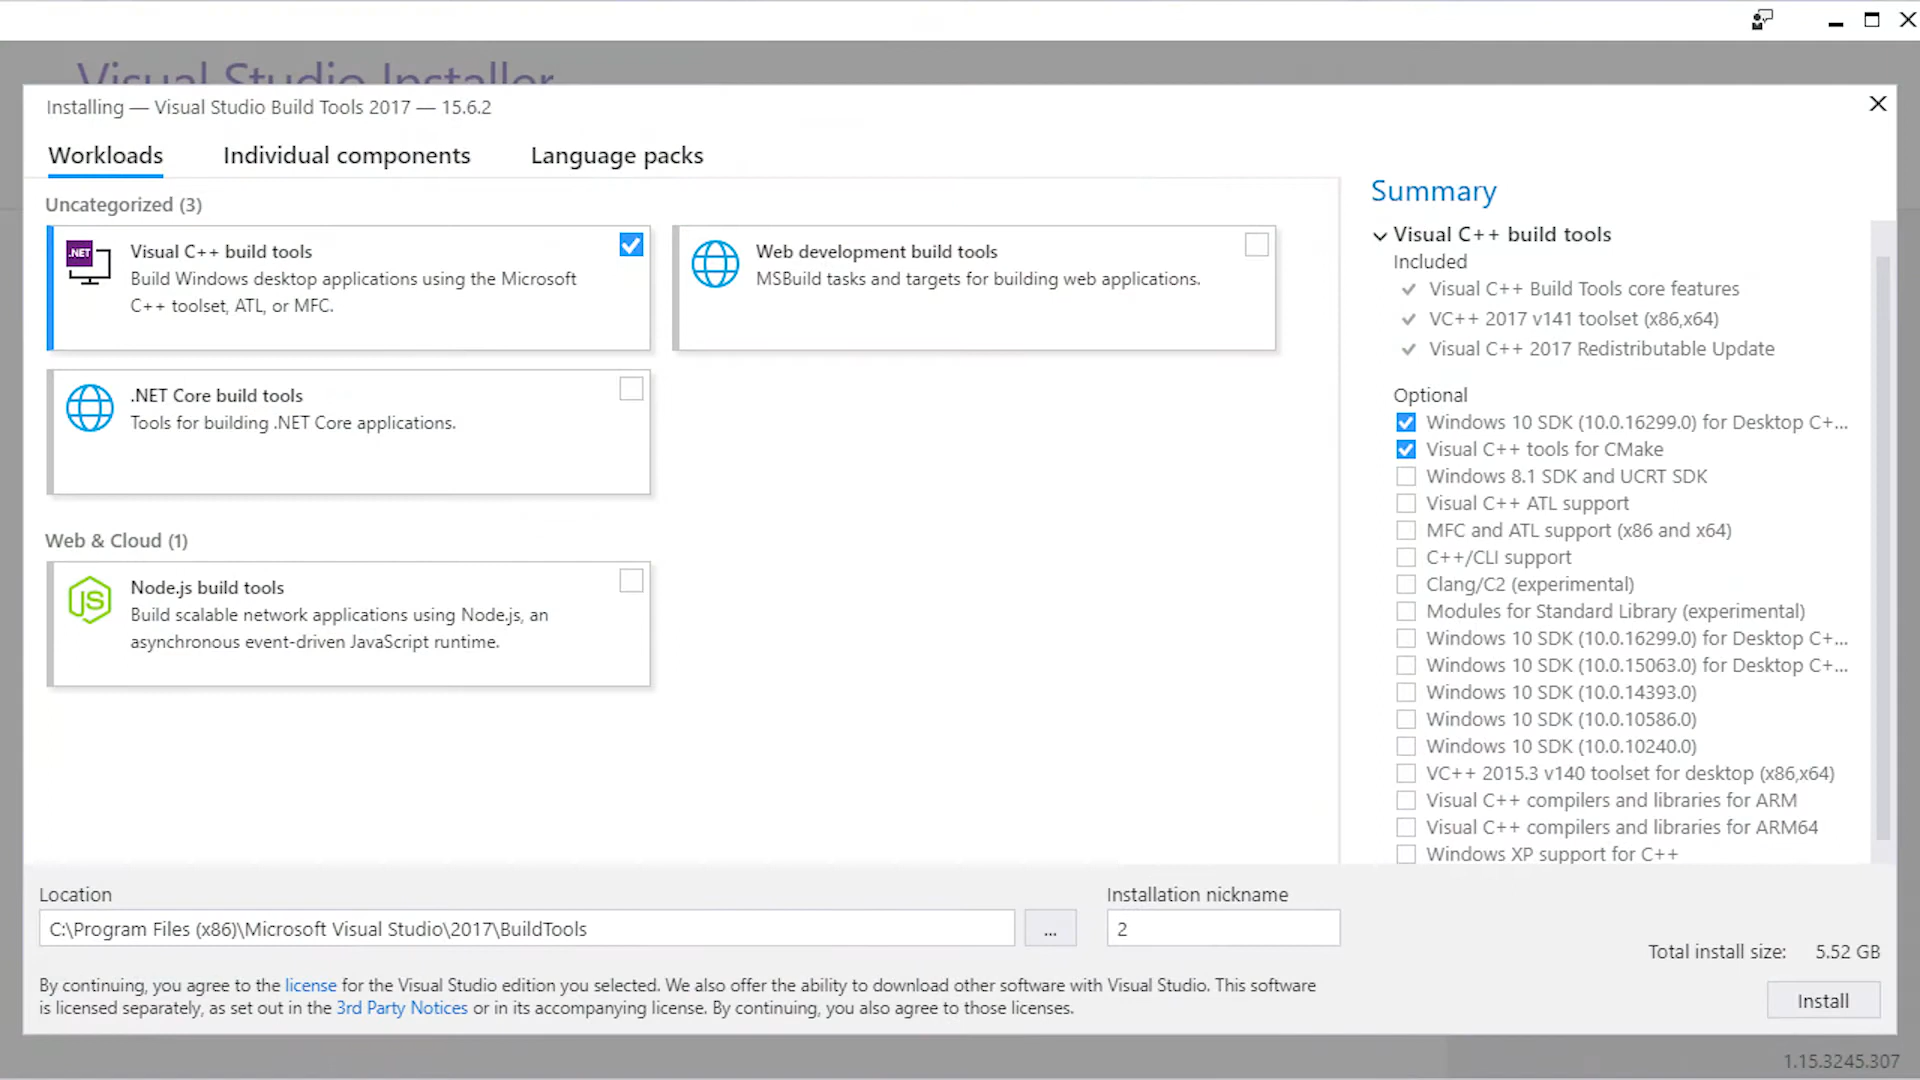 Visual Studio Installer
Installing — Visual Studio Build Tools 2017 — 15.6.2
Workloads
Individual components
Language packs
Uncategorized (3)
.NET
Visual C++ build tools
Build Windows desktop applications using the Microsoft
C++ toolset, ATL, or MFC.
Web development build tools
MSBuild tasks and targets for building web applications.
.NET Core build tools
Tools for building .NET Core applications.
Web & Cloud (1)
JS
Node.js build tools
Build scalable network applications using Node.js, an
asynchronous event-driven JavaScript runtime.
Summary
Visual C++ build tools
Included
Visual C++ Build Tools core features
VC++ 2017 v141 toolset (x86,x64)
Visual C++ 2017 Redistributable Update
Optional
Windows 10 SDK (10.0.16299.0) for Desktop C+...
Visual C++ tools for CMake
Windows 8.1 SDK and UCRT SDK
Visual C++ ATL support
MFC and ATL support (x86 and x64)
C++/CLI support
Clang/C2 (experimental)
Modules for Standard Library (experimental)
Windows 10 SDK (10.0.16299.0) for Desktop C+...
Windows 10 SDK (10.0.15063.0) for Desktop C+...
Windows 10 SDK (10.0.14393.0)
Windows 10 SDK (10.0.10586.0)
Windows 10 SDK (10.0.10240.0)
VC++ 2015.3 v140 toolset for desktop (x86,x64)
Visual C++ compilers and libraries for ARM
Visual C++ compilers and libraries for ARM64
Windows XP support for C++
Location
C:\Program Files (x86)\Microsoft Visual Studio\2017\BuildTools
...
Installation nickname
2
Total install size: 5.52 GB
By continuing, you agree to the license for the Visual Studio edition you selected. We also offer the ability to download other software with Visual Studio. This software
is licensed separately, as set out in the 3rd Party Notices or in its accompanying license. By continuing, you also agree to those licenses.
Install
1.15.3245.307